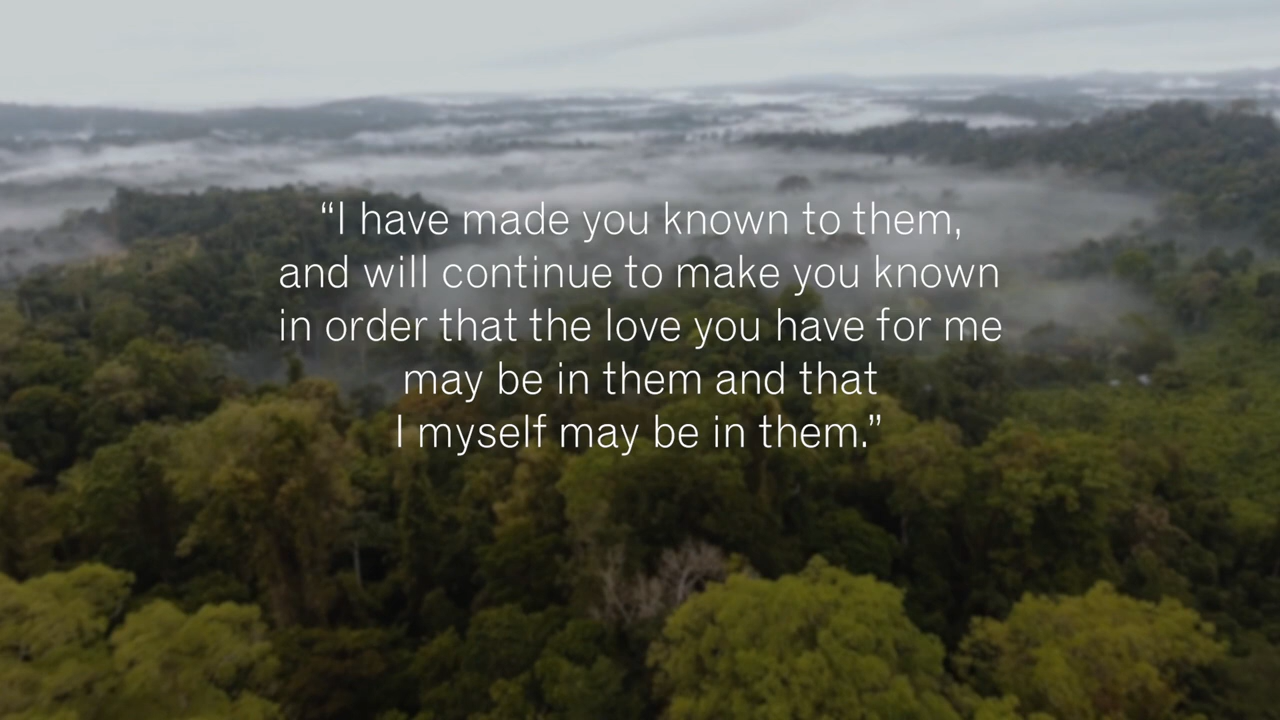 “I have made you known to them,
and will continue to make you known
in order that the love you have for me
may be in them and that
I myself may be in them.”